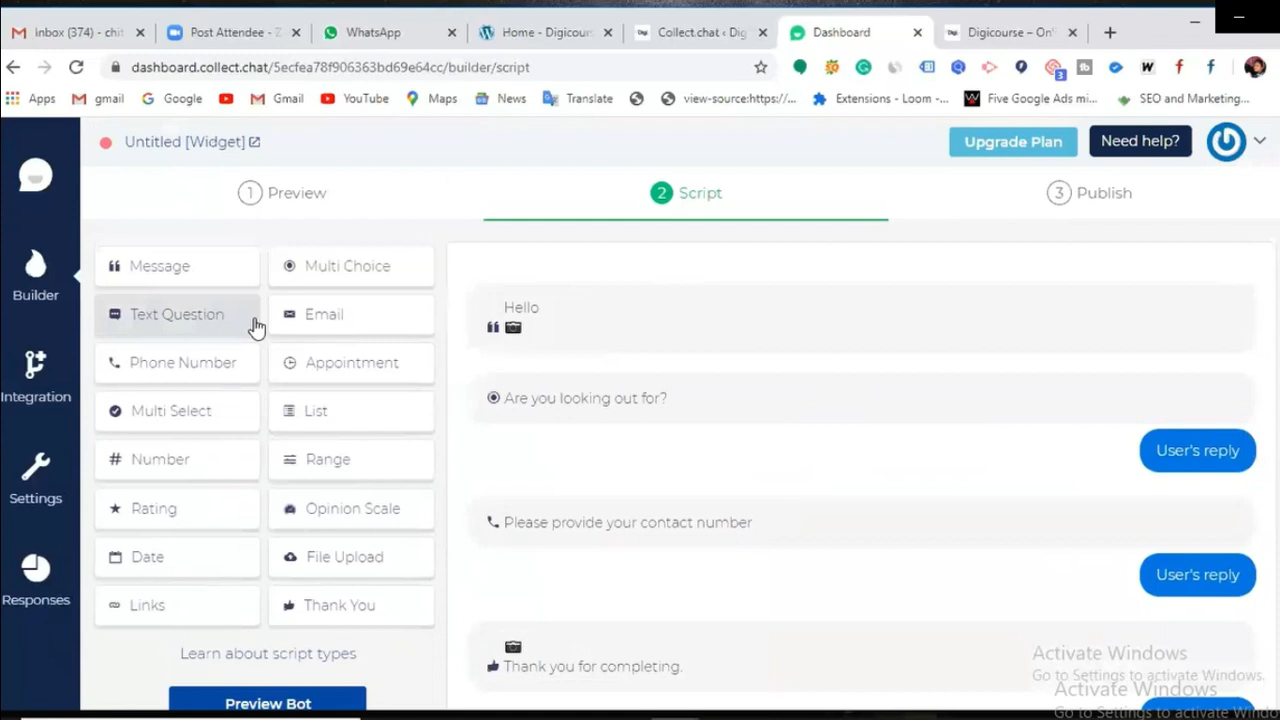 Inbox (374) - chit
Post Attendee - Z
WhatsApp
Home - Digicours
Collect.chat ‹ Dig
Dashboard
Digicourse – Onl
dashboard.collect.chat/5ecfea78f906363bd69e64cc/builder/script
3
Apps
gmail
Google
Gmail
YouTube
Maps
News
Translate
view-source:https://...
Extensions - Loom -...
Five Google Ads mi...
SEO and Marketing...
Untitled [Widget]
Upgrade Plan
Need help?
1 Preview
2 Script
3 Publish
Builder
Integration
Settings
Responses
Message
Multi Choice
Text Question
Email
Phone Number
Appointment
Multi Select
List
Number
Range
Rating
Opinion Scale
Date
File Upload
Links
Thank You
Learn about script types
Preview Bot
Hello
Are you looking out for?
User's reply
Please provide your contact number
User's reply
Thank you for completing.
Activate Windows
Go to Settings to activate Windows.
Activate Windows
Go to Settings to activate Windo